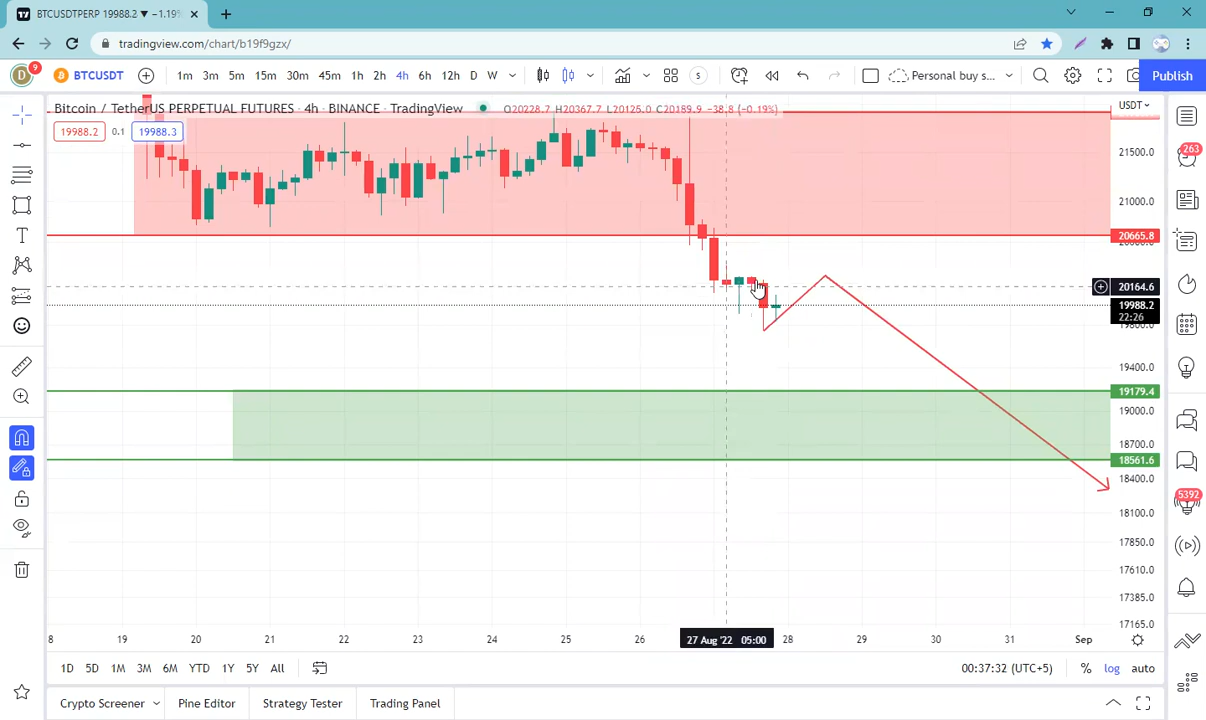 BTCUSDTPERP 19988.2 ▼ −1.19%
tradingview.com/chart/b19f9gzx/
D 9 BTCUSDT 1m 3m 5m 15m 30m 45m 1h 2h 4h 6h 12h D W S Personal buy s... Publish
Bitcoin / TetherUS PERPETUAL FUTURES · 4h · BINANCE · TradingView O20228.7 H20367.7 L20125.0 C20189.9 −38.8 (−0.19%) USDT
19988.2 0.1 19988.3
21500.0
263
21000.0
20665.8
20164.6
19988.2
22:26
19800.0
19400.0
19179.4
19000.0
18700.0
18561.6
18400.0
5392
18100.0
17850.0
17610.0
17385.0
17165.0
8 19 20 21 22 23 24 25 26 27 Aug '22 05:00 28 29 30 31 Sep
1D 5D 1M 3M 6M YTD 1Y 5Y All 00:37:32 (UTC+5) % log auto
Crypto Screener Pine Editor Strategy Tester Trading Panel